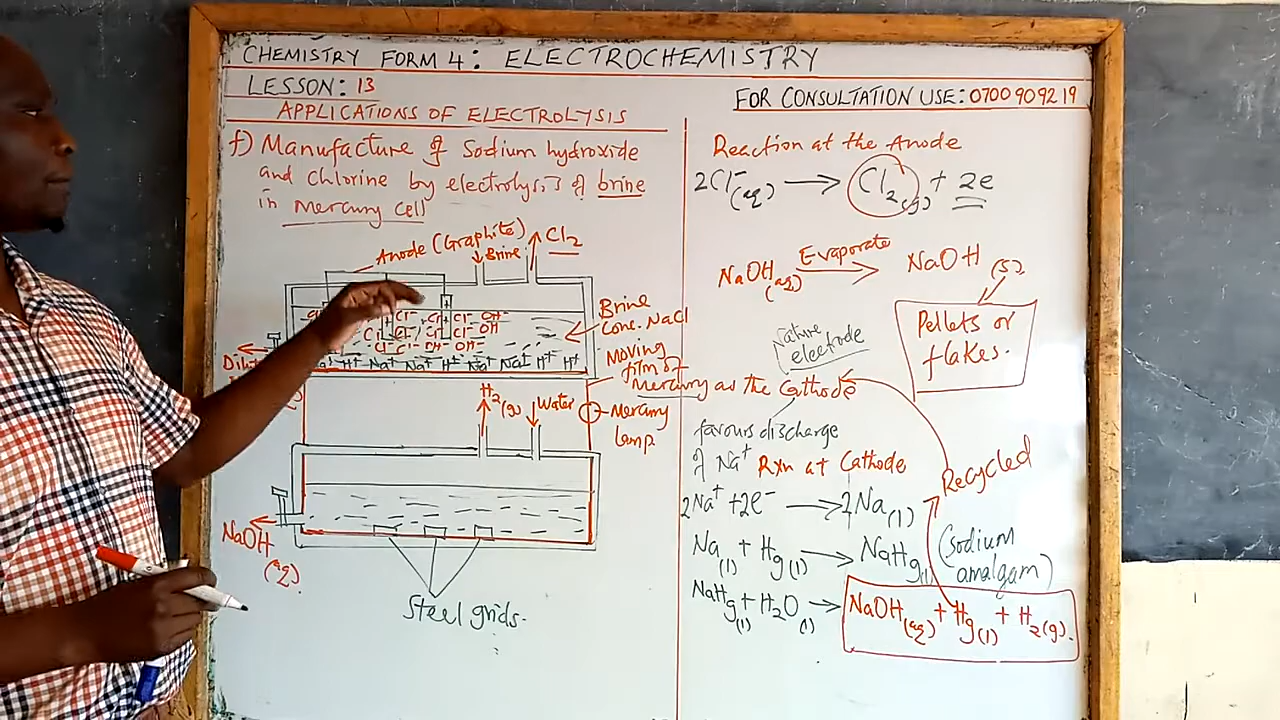 CHEMISTRY FORM 4: ELECTROCHEMISTRY
LESSON: 13
FOR CONSULTATION USE: 0700909219
APPLICATIONS OF ELECTROLYSIS
f) Manufacture of Sodium hydroxide
and chlorine by electrolysis of brine
in Mercury cell
Anode (Graphite)
Brine
Cl₂
Brine
Conc. NaCl
Cl⁻ Cl⁻ Cl⁻ OH⁻
Cl⁻ Cl⁻ OH⁻ Cl⁻ OH⁻
Cl⁻ Cl⁻ OH⁻ OH⁻
H⁺ Na⁺ Na⁺ H⁺ Na⁺ Na⁺ H⁺ H⁺
Moving
film of
Mercury as the Cathode
H₂(g)
Water
Mercury
lamp
NaOH
(aq).
Steel grids.
Reaction at the Anode
2Cl⁻(aq) → Cl₂(g) + 2e
NaOH(aq) Evaporate → NaOH (s).
Pellets or
flakes.
Nature
electrode
favours discharge
of Na⁺ Rxn at Cathode
2Na⁺ + 2e⁻ → 2Na(l)
Na(l) + Hg(l) → NaHg(l) (sodium
amalgam)
NaHg(l) + H₂O(l) → NaOH(aq) + Hg(l) + H₂(g).
Recycled